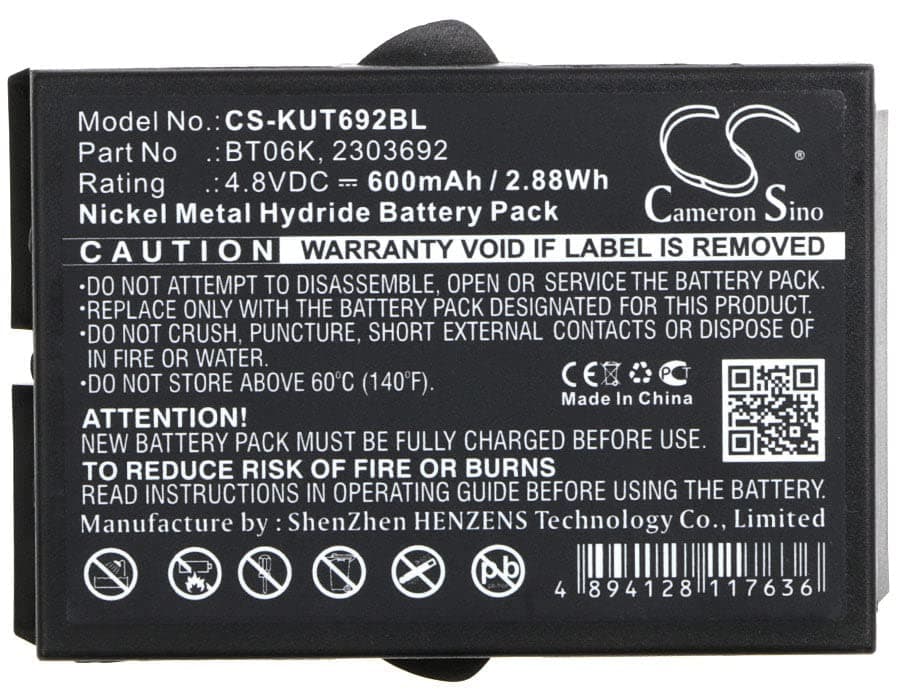 Model No.: CS-KUT692BL
Part No .: BT06K, 2303692
Rating .: 4.8VDC ⎓ 600mAh / 2.88Wh
Nickel Metal Hydride Battery Pack
CS ®
Cameron Sino
CAUTION WARRANTY VOID IF LABEL IS REMOVED
•DO NOT ATTEMPT TO DISASSEMBLE, OPEN OR SERVICE THE BATTERY PACK.
•REPLACE ONLY WITH THE BATTERY PACK DESIGNATED FOR THIS PRODUCT.
•DO NOT CRUSH, PUNCTURE, SHORT EXTERNAL CONTACTS OR DISPOSE OF
IN FIRE OR WATER.
•DO NOT STORE ABOVE 60°C (140°F).
CE PCT
Made In China
ATTENTION!
NEW BATTERY PACK MUST BE FULLY CHARGED BEFORE USE.
TO REDUCE RISK OF FIRE OR BURNS
READ INSTRUCTIONS IN OPERATING GUIDE BEFORE USING BATTERY.
Manufacture by : ShenZhen HENZENS Technology Co., Limited
Pb
4 894128 117636